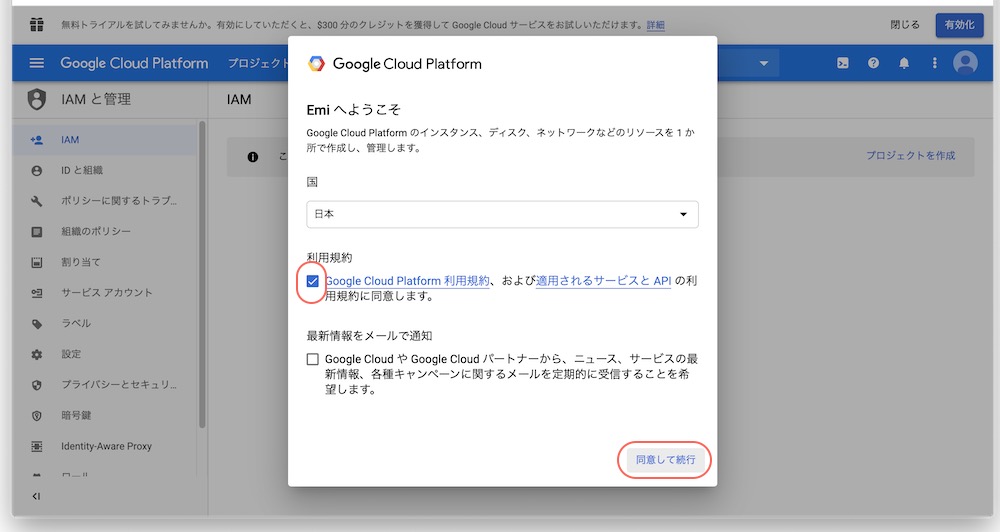 無料トライアルを試してみませんか。有効にしていただくと、$300 分のクレジットを獲得して Google Cloud サービスをお試しいただけます。 詳細
閉じる
有効化
Google Cloud Platform
プロジェクト
IAM と管理
IAM
IAM
ID と組織
ポリシーに関するトラブ...
組織のポリシー
割り当て
サービス アカウント
ラベル
設定
プライバシーとセキュリ...
暗号鍵
Identity-Aware Proxy
ロール
こ
プロジェクトを作成
Google Cloud Platform
Emi へようこそ
Google Cloud Platform のインスタンス、ディスク、ネットワークなどのリソースを 1 か
所で作成し、管理します。
国
日本
利用規約
Google Cloud Platform 利用規約、および適用されるサービスと API の利
用規約に同意します。
最新情報をメールで通知
Google Cloud や Google Cloud パートナーから、ニュース、サービスの最
新情報、各種キャンペーンに関するメールを定期的に受信することを希
望します。
同意して続行